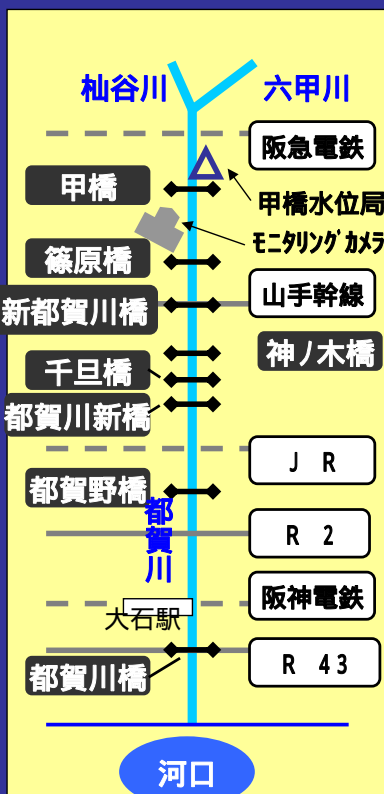 杣谷川
六甲川
阪急電鉄
甲橋
甲橋水位局
モニタリングカメラ
篠原橋
山手幹線
新都賀川橋
神ノ木橋
千旦橋
都賀川新橋
JR
都賀野橋
都賀川
R2
阪神電鉄
大石駅
R43
都賀川橋
河口